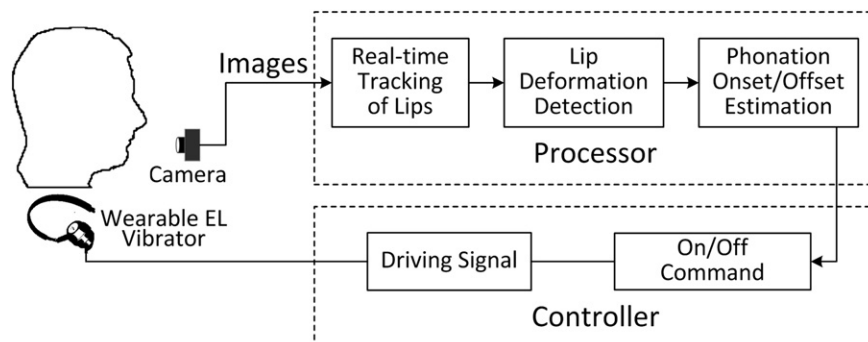 Images
Real-time
Tracking
of Lips
Lip
Deformation
Detection
Phonation
Onset/Offset
Estimation
Processor
Camera
Wearable EL
Vibrator
Driving Signal
On/Off
Command
Controller